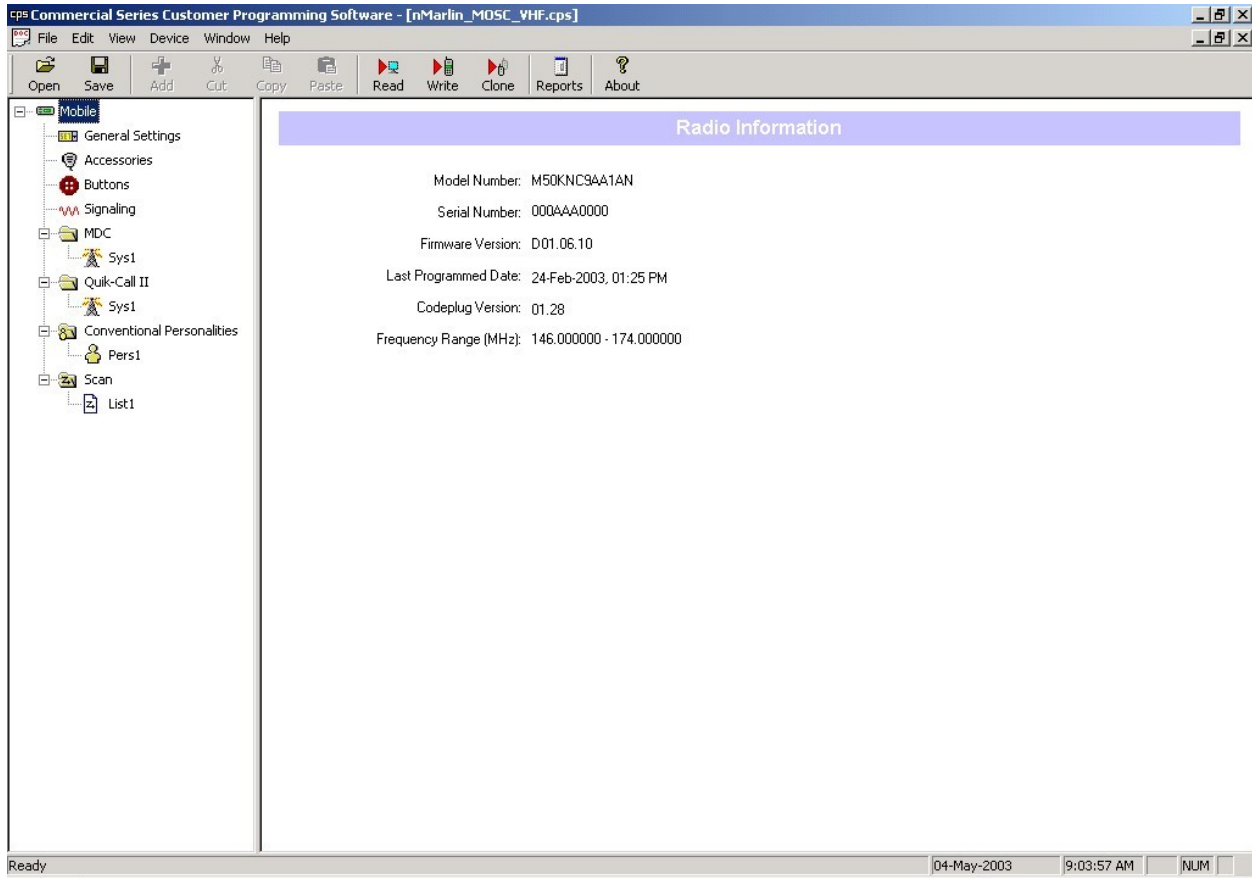 cps Commercial Series Customer Programming Software - [nMarlin_MOSC_VHF.cps]
File Edit View Device Window Help
Open Save Add Cut Copy Paste Read Write Clone Reports About
Mobile
General Settings
Accessories
Buttons
Signaling
MDC
Sys1
Quik-Call II
Sys1
Conventional Personalities
Pers1
Scan
List1
Radio Information
Model Number: M50KNC9AA1AN
Serial Number: 000AAA0000
Firmware Version: D01.06.10
Last Programmed Date: 24-Feb-2003, 01:25 PM
Codeplug Version: 01.28
Frequency Range (MHz): 146.000000 - 174.000000
Ready 04-May-2003 9:03:57 AM NUM